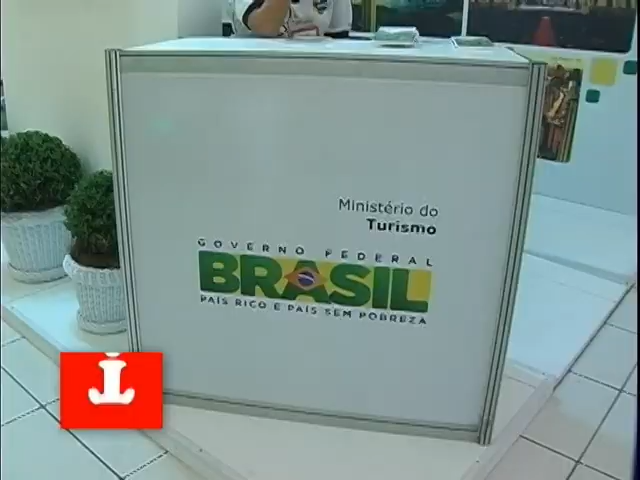 Ministério do
Turismo
GOVERNO FEDERAL
BRASIL
PAÍS RICO É PAÍS SEM POBREZA
i